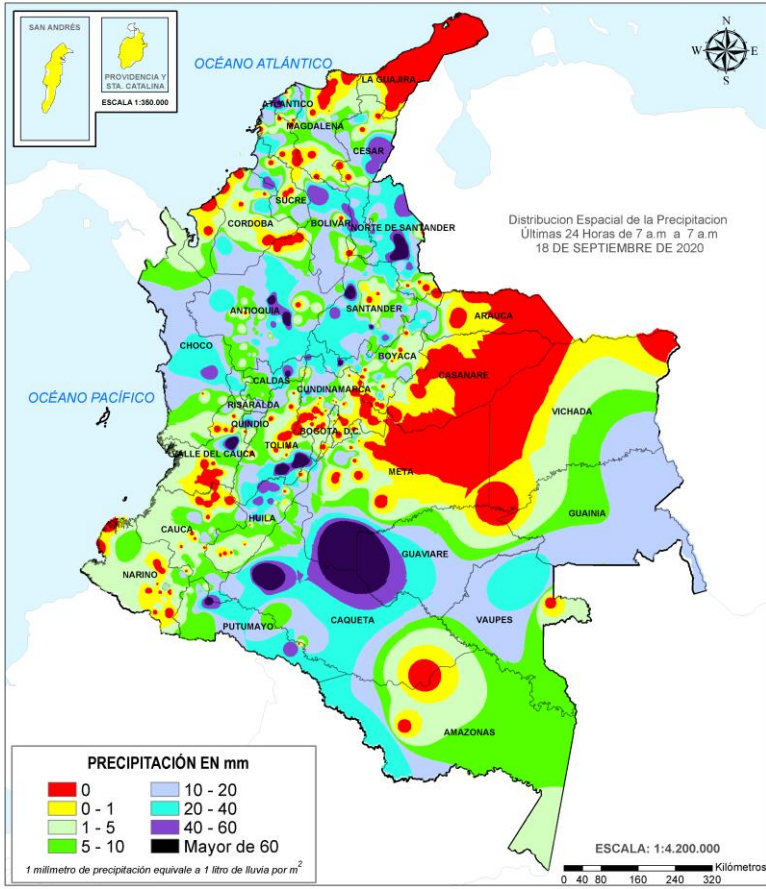 SAN ANDRÉS
PROVIDENCIA Y
STA. CATALINA
ESCALA 1:350.000
OCÉANO ATLÁNTICO
N
W
E
S
LA GUAJIRA
ATLANTICO
MAGDALENA
CESAR
SUCRE
CORDOBA
BOLIVAR
NORTE DE SANTANDER
Distribucion Espacial de la Precipitacion
Últimas 24 Horas de 7 a.m a 7 a.m
18 DE SEPTIEMBRE DE 2020
ANTIOQUIA
SANTANDER
ARAUCA
CHOCO
BOYACA
CASANARE
CALDAS
CUNDINAMARCA
OCÉANO PACÍFICO
RISARALDA
VICHADA
QUINDIO
BOGOTA, D.C.
TOLIMA
VALLE DEL CAUCA
META
GUAINIA
HUILA
CAUCA
GUAVIARE
NARINO
CAQUETA
VAUPES
PUTUMAYO
AMAZONAS
PRECIPITACIÓN EN mm
0
10 - 20
0 - 1
20 - 40
1 - 5
40 - 60
5 - 10
Mayor de 60
1 milimetro de precipitación equivale a 1 litro de lluvia por m2
ESCALA: 1:4.200.000
Kilómetros
0 40 80 160 240 320